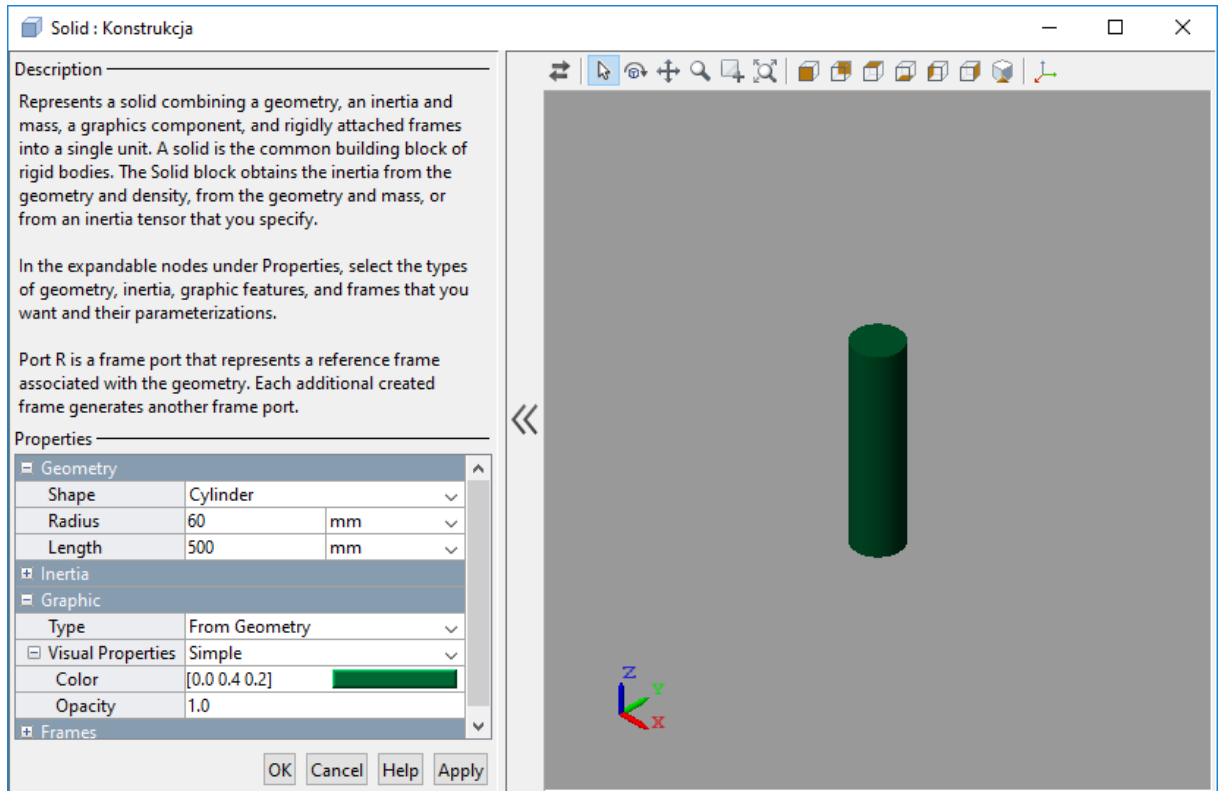 Solid : Konstrukcja
Description
Represents a solid combining a geometry, an inertia and
mass, a graphics component, and rigidly attached frames
into a single unit. A solid is the common building block of
rigid bodies. The Solid block obtains the inertia from the
geometry and density, from the geometry and mass, or
from an inertia tensor that you specify.
In the expandable nodes under Properties, select the types
of geometry, inertia, graphic features, and frames that you
want and their parameterizations.
Port R is a frame port that represents a reference frame
associated with the geometry. Each additional created
frame generates another frame port.
Properties
Geometry
Shape Cylinder
Radius 60 mm
Length 500 mm
Inertia
Graphic
Type From Geometry
Visual Properties Simple
Color [0.0 0.4 0.2]
Opacity 1.0
Frames
OK Cancel Help Apply
Z
Y
X